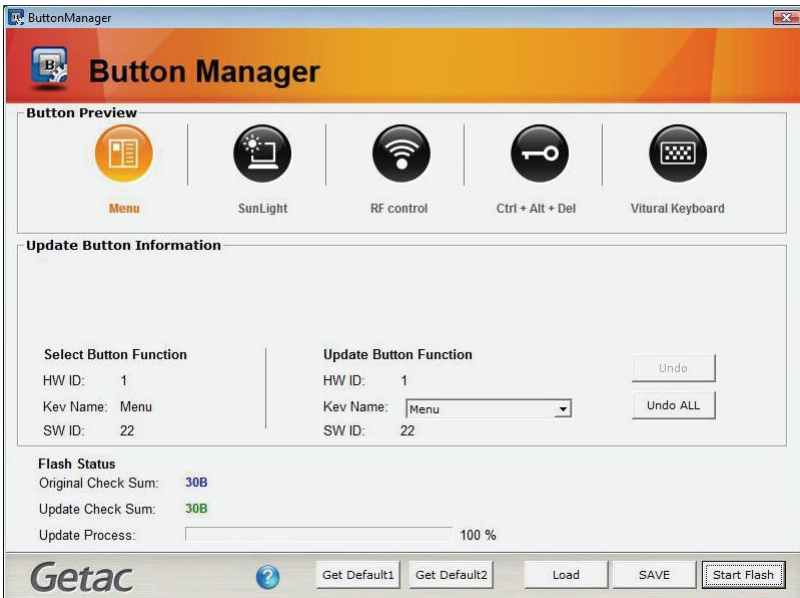 ButtonManager
Button Manager
Button Preview
Menu
SunLight
RF control
Ctrl + Alt + Del
Vitural Keyboard
Update Button Information
Select Button Function
HW ID: 1
Kev Name: Menu
SW ID: 22
Update Button Function
HW ID: 1
Kev Name: Menu
SW ID: 22
Undo
Undo ALL
Flash Status
Original Check Sum: 30B
Update Check Sum: 30B
Update Process: 100 %
Getac
?
Get Default1
Get Default2
Load
SAVE
Start Flash